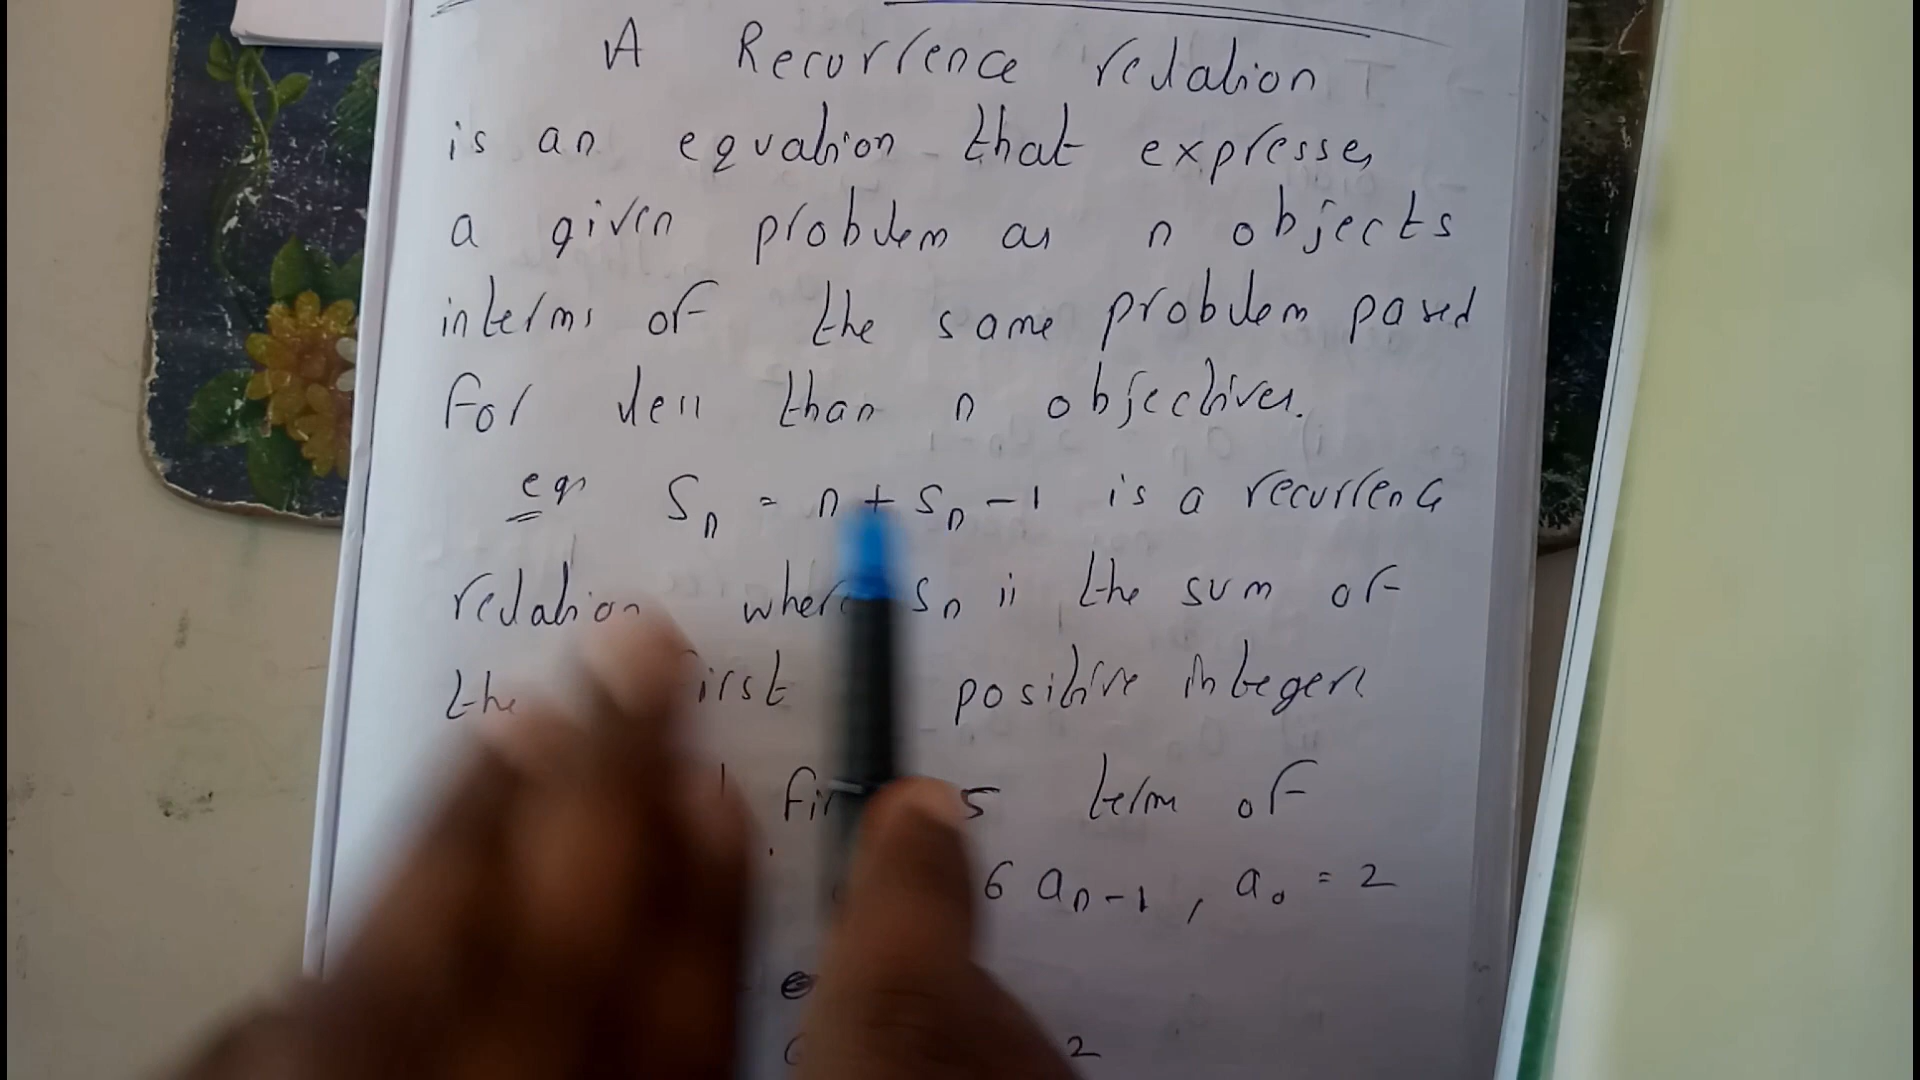 A Recurrence relation
is an equation that expresses
a given problem as n objects
interms of the same problem posed
for less than n objectives.
eg, Sn = n + Sn - 1 is a recurrence
relation where Sn is the sum of
the first positive integers
5 term of
6 an-1, a0 = 2
2